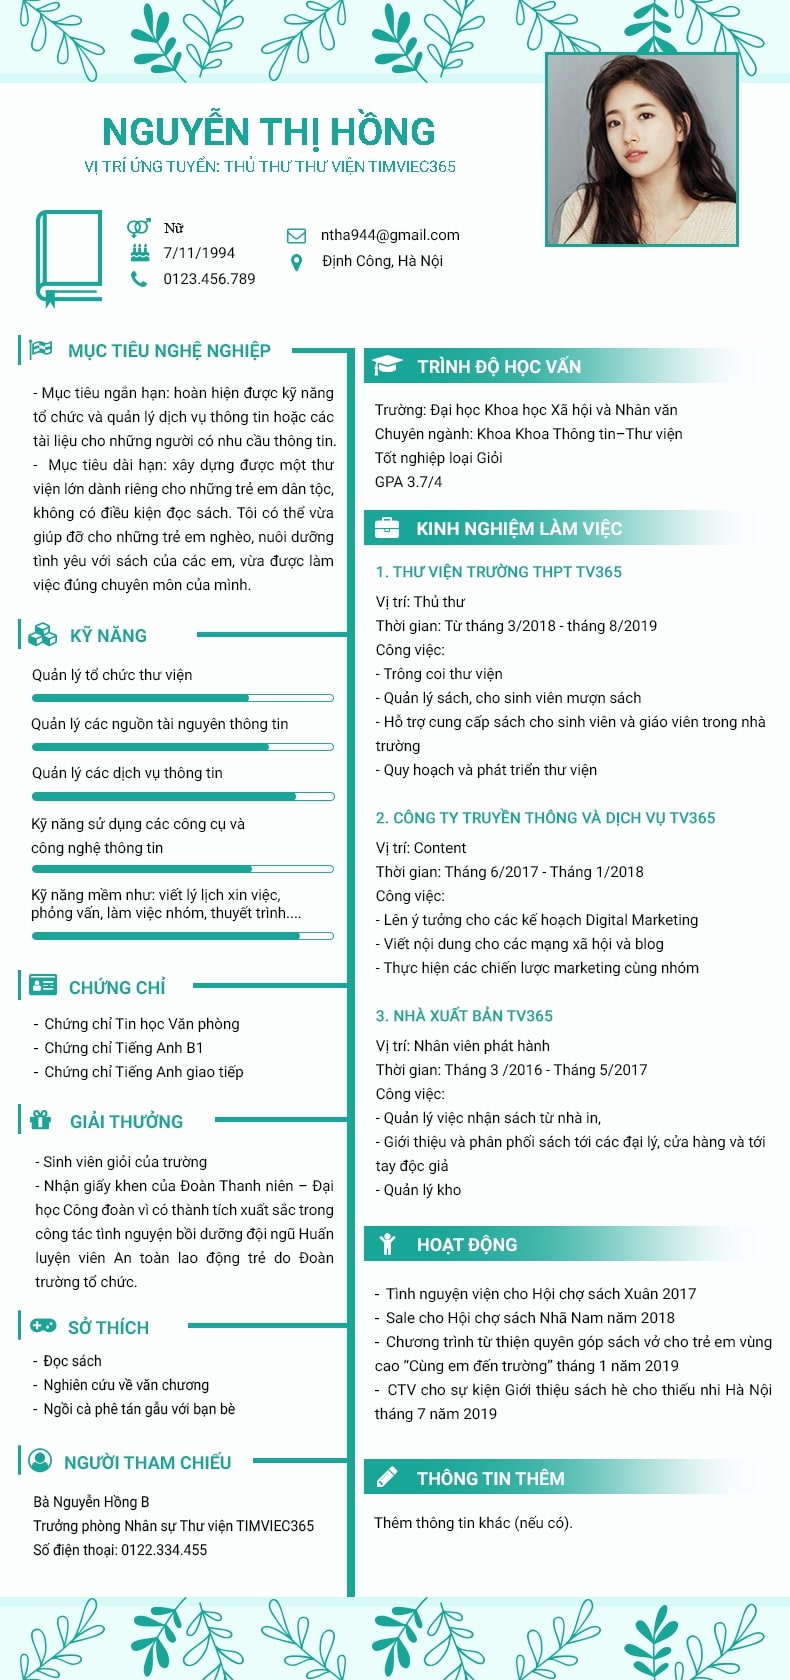 NGUYỄN THỊ HỒNG
VỊ TRÍ ỨNG TUYỂN: THỦ THƯ THƯ VIỆN TIMVIEC365
Nữ
7/11/1994
0123.456.789
ntha944@gmail.com
Định Công, Hà Nội
MỤC TIÊU NGHỆ NGHIỆP
- Mục tiêu ngắn hạn: hoàn hiện được kỹ năng
tổ chức và quản lý dịch vụ thông tin hoặc các
tài liệu cho những người có nhu cầu thông tin.
- Mục tiêu dài hạn: xây dựng được một thư
viện lớn dành riêng cho những trẻ em dân tộc,
không có điều kiện đọc sách. Tôi có thể vừa
giúp đỡ cho những trẻ em nghèo, nuôi dưỡng
tình yêu với sách của các em, vừa được làm
việc đúng chuyên môn của mình.
KỸ NĂNG
Quản lý tổ chức thư viện
Quản lý các nguồn tài nguyên thông tin
Quản lý các dịch vụ thông tin
Kỹ năng sử dụng các công cụ và
công nghệ thông tin
Kỹ năng mềm như: viết lý lịch xin việc,
phỏng vấn, làm việc nhóm, thuyết trình....
CHỨNG CHỈ
- Chứng chỉ Tin học Văn phòng
- Chứng chỉ Tiếng Anh B1
- Chứng chỉ Tiếng Anh giao tiếp
GIẢI THƯỞNG
- Sinh viên giỏi của trường
- Nhận giấy khen của Đoàn Thanh niên – Đại
học Công đoàn vì có thành tích xuất sắc trong
công tác tình nguyện bồi dưỡng đội ngũ Huấn
luyện viên An toàn lao động trẻ do Đoàn
trường tổ chức.
SỞ THÍCH
- Đọc sách
- Nghiên cứu về văn chương
- Ngồi cà phê tán gẫu với bạn bè
NGƯỜI THAM CHIẾU
Bà Nguyễn Hồng B
Trưởng phòng Nhân sự Thư viện TIMVIEC365
Số điện thoại: 0122.334.455
TRÌNH ĐỘ HỌC VẤN
Trường: Đại học Khoa học Xã hội và Nhân văn
Chuyên ngành: Khoa Khoa Thông tin–Thư viện
Tốt nghiệp loại Giỏi
GPA 3.7/4
KINH NGHIỆM LÀM VIỆC
1. THƯ VIỆN TRƯỜNG THPT TV365
Vị trí: Thủ thư
Thời gian: Từ tháng 3/2018 - tháng 8/2019
Công việc:
- Trông coi thư viện
- Quản lý sách, cho sinh viên mượn sách
- Hỗ trợ cung cấp sách cho sinh viên và giáo viên trong nhà
trường
- Quy hoạch và phát triển thư viện
2. CÔNG TY TRUYỀN THÔNG VÀ DỊCH VỤ TV365
Vị trí: Content
Thời gian: Tháng 6/2017 - Tháng 1/2018
Công việc:
- Lên ý tưởng cho các kế hoạch Digital Marketing
- Viết nội dung cho các mạng xã hội và blog
- Thực hiện các chiến lược marketing cùng nhóm
3. NHÀ XUẤT BẢN TV365
Vị trí: Nhân viên phát hành
Thời gian: Tháng 3 /2016 - Tháng 5/2017
Công việc:
- Quản lý việc nhận sách từ nhà in,
- Giới thiệu và phân phối sách tới các đại lý, cửa hàng và tới
tay độc giả
- Quản lý kho
HOẠT ĐỘNG
- Tình nguyện viện cho Hội chợ sách Xuân 2017
- Sale cho Hội chợ sách Nhã Nam năm 2018
- Chương trình từ thiện quyên góp sách vở cho trẻ em vùng
cao “Cùng em đến trường” tháng 1 năm 2019
- CTV cho sự kiện Giới thiệu sách hè cho thiếu nhi Hà Nội
tháng 7 năm 2019
THÔNG TIN THÊM
Thêm thông tin khác (nếu có).